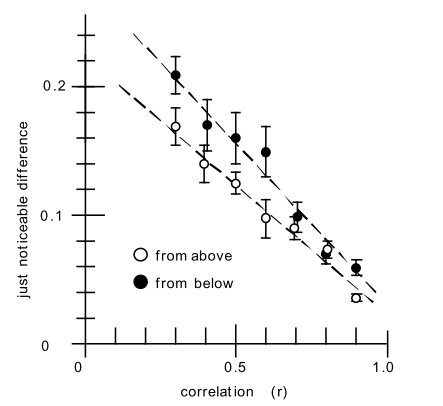 just noticeable difference
0.2
0.1
0
from above
from below
0
0.5
1.0
correlation (r)